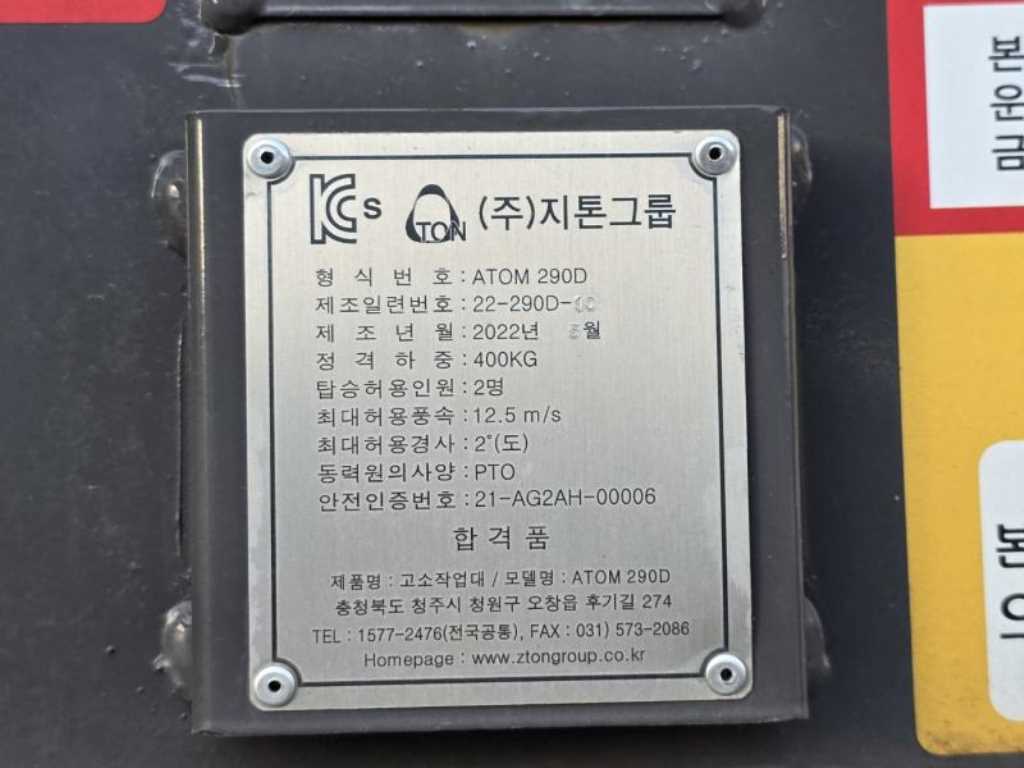 KCs ATON (주)지톤그룹
형 식 번 호 : ATOM 290D
제조일련번호 : 22-290D-
제 조 년 월 : 2022년 월
정 격 하 중 : 400KG
탑승허용인원 : 2명
최대허용풍속 : 12.5 m/s
최대허용경사 : 2°(도)
동력원의사양 : PTO
안전인증번호 : 21-AG2AH-00006
합 격 품
제품명 : 고소작업대 / 모델명 : ATOM 290D
충청북도 청주시 청원구 오창읍 후기길 274
TEL : 1577-2476(전국공통), FAX : 031) 573-2086
Homepage : www.ztongroup.co.kr
본
운
금
본